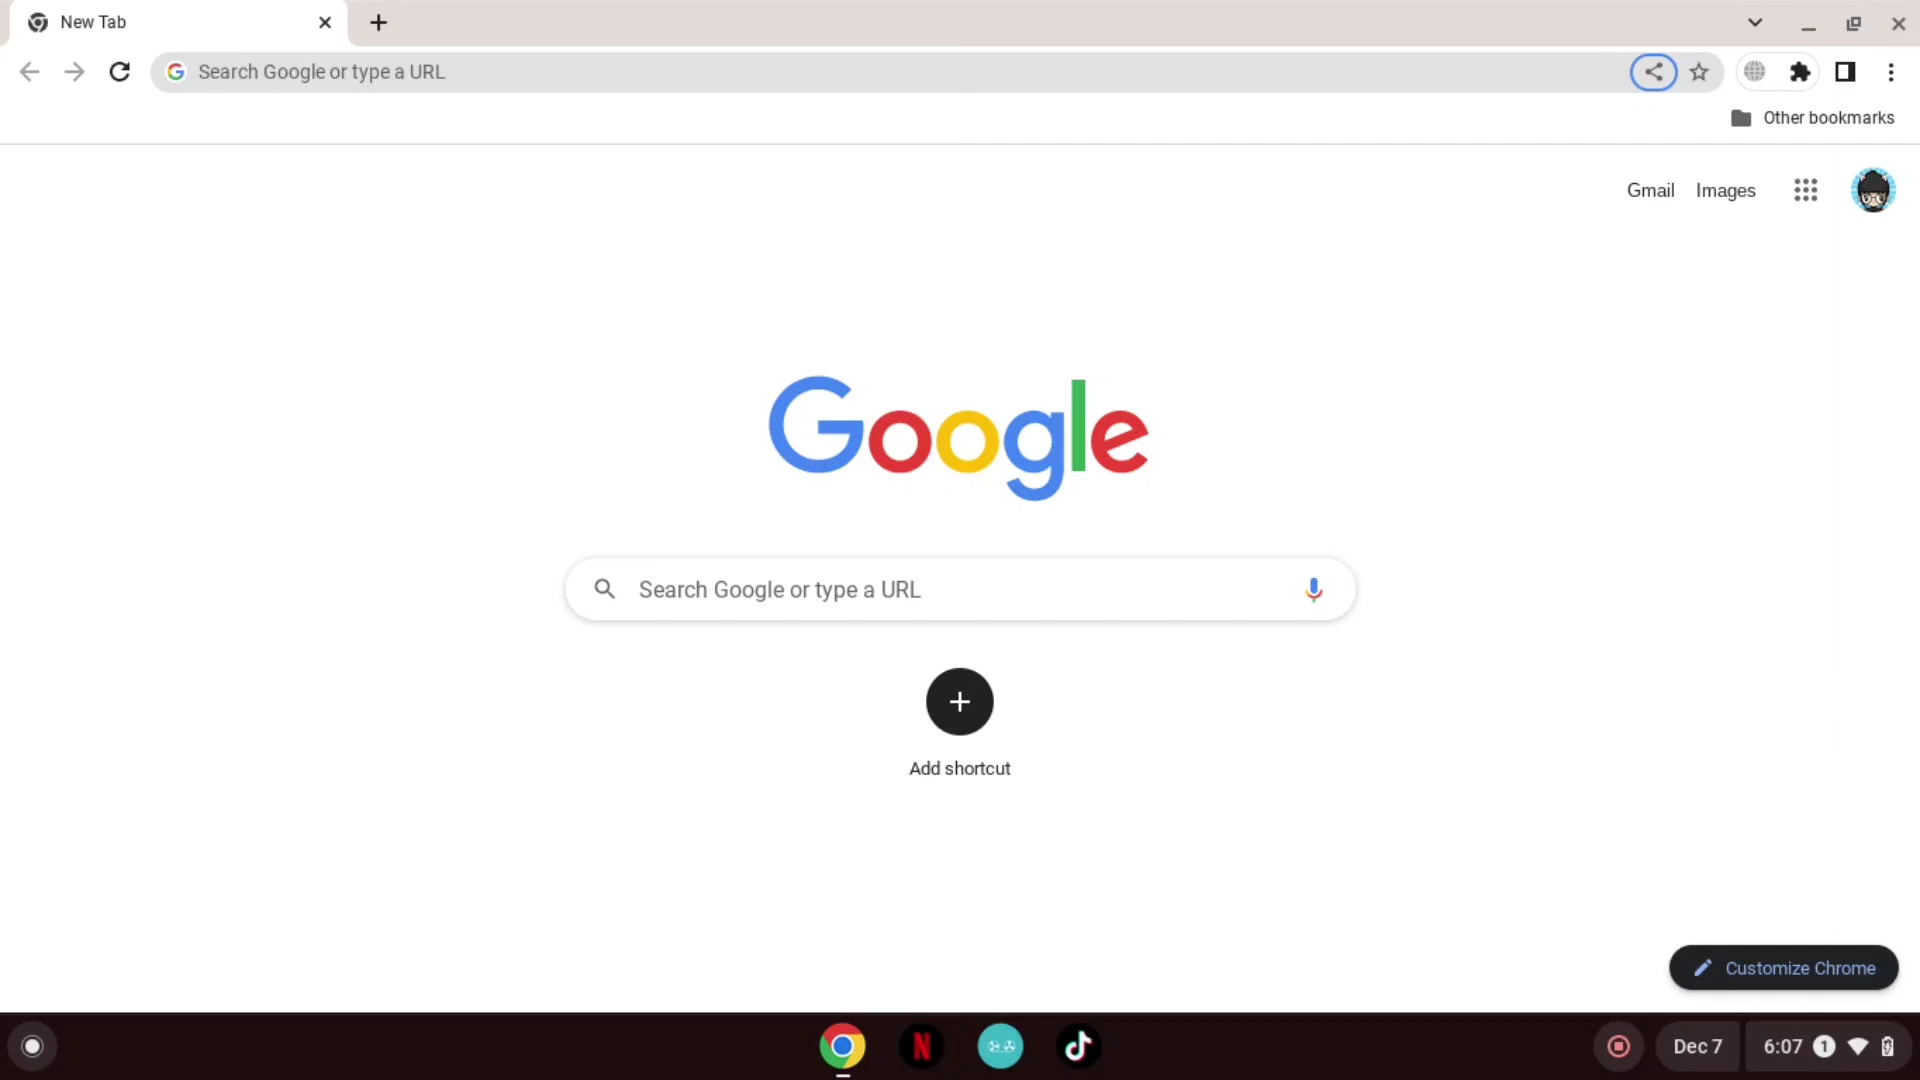 New Tab
Search Google or type a URL
Other bookmarks
Gmail Images
Google
Search Google or type a URL
Add shortcut
Customize Chrome
Dec 7
6:07 1